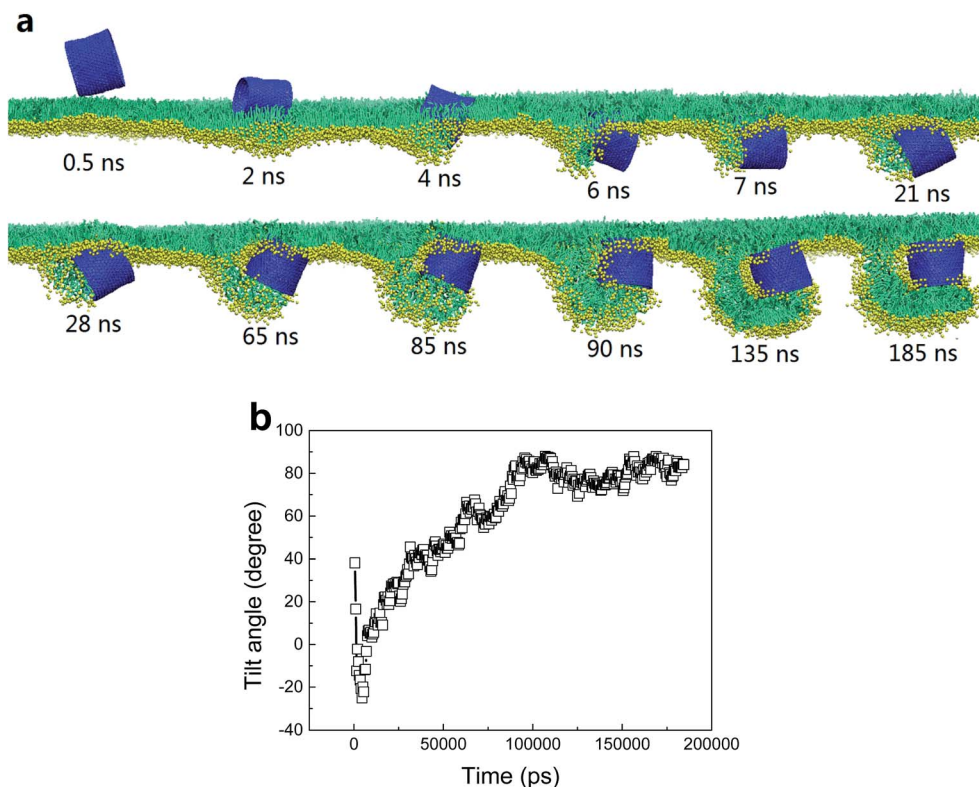 a
0.5 ns
2 ns
4 ns
6 ns
7 ns
21 ns
28 ns
65 ns
85 ns
90 ns
135 ns
185 ns
b
100
80
60
40
20
0
-20
-40
Tilt angle (degree)
0
50000
100000
150000
200000
Time (ps)